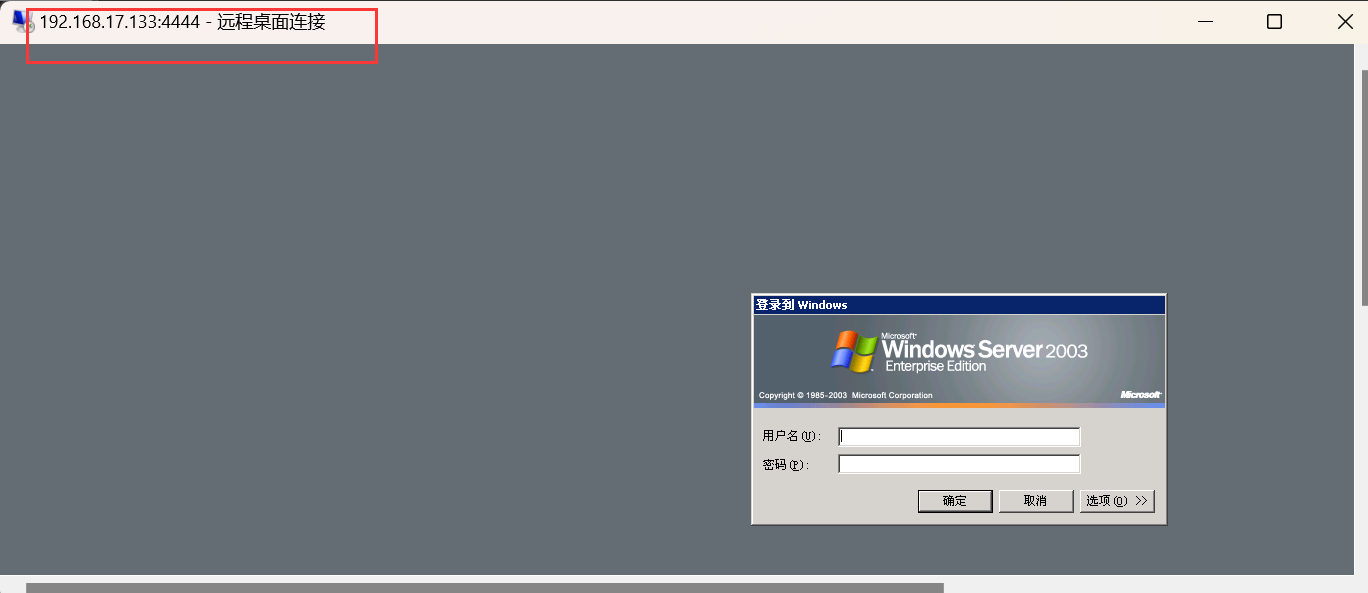 192.168.17.133:4444 - 远程桌面连接
登录到 Windows
Microsoft
Windows Server 2003
Enterprise Edition
Copyright © 1985-2003 Microsoft Corporation
Microsoft
用户名(U):
密码(P):
确定
取消
选项(O) >>